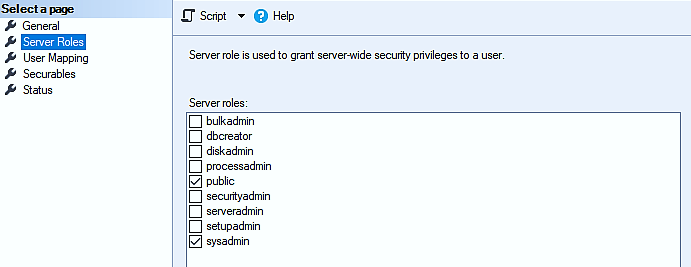 Select a page
General
Server Roles
User Mapping
Securables
Status
Script
Help
Server role is used to grant server-wide security privileges to a user.
Server roles:
bulkadmin
dbcreator
diskadmin
processadmin
public
securityadmin
serveradmin
setupadmin
sysadmin